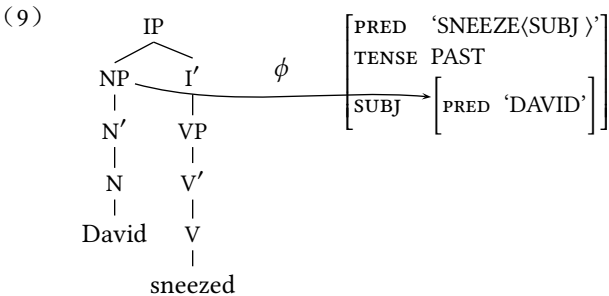 (9)
IP
NP I′
N′ VP
N V′
David V
sneezed
ϕ
PRED ‘SNEEZE⟨SUBJ ⟩’
TENSE PAST
SUBJ PRED ‘DAVID’